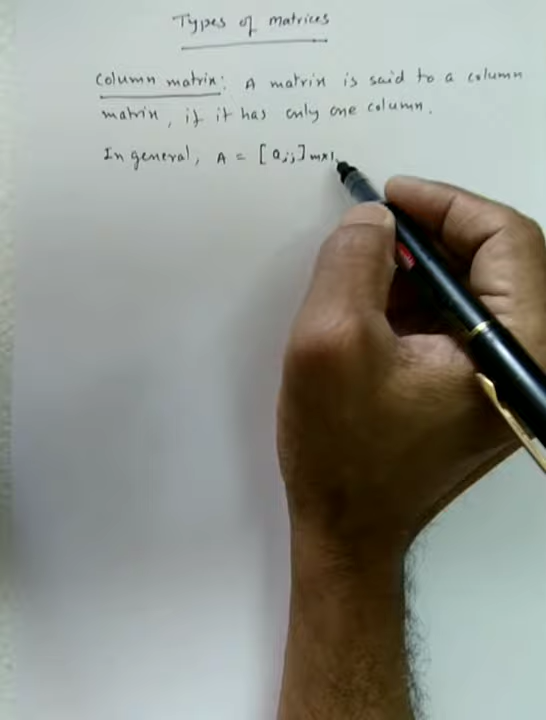 Types of matrices
Column matrix: A matrix is said to a column
matrix, if it has only one column.
In general, A = [aij]m×1